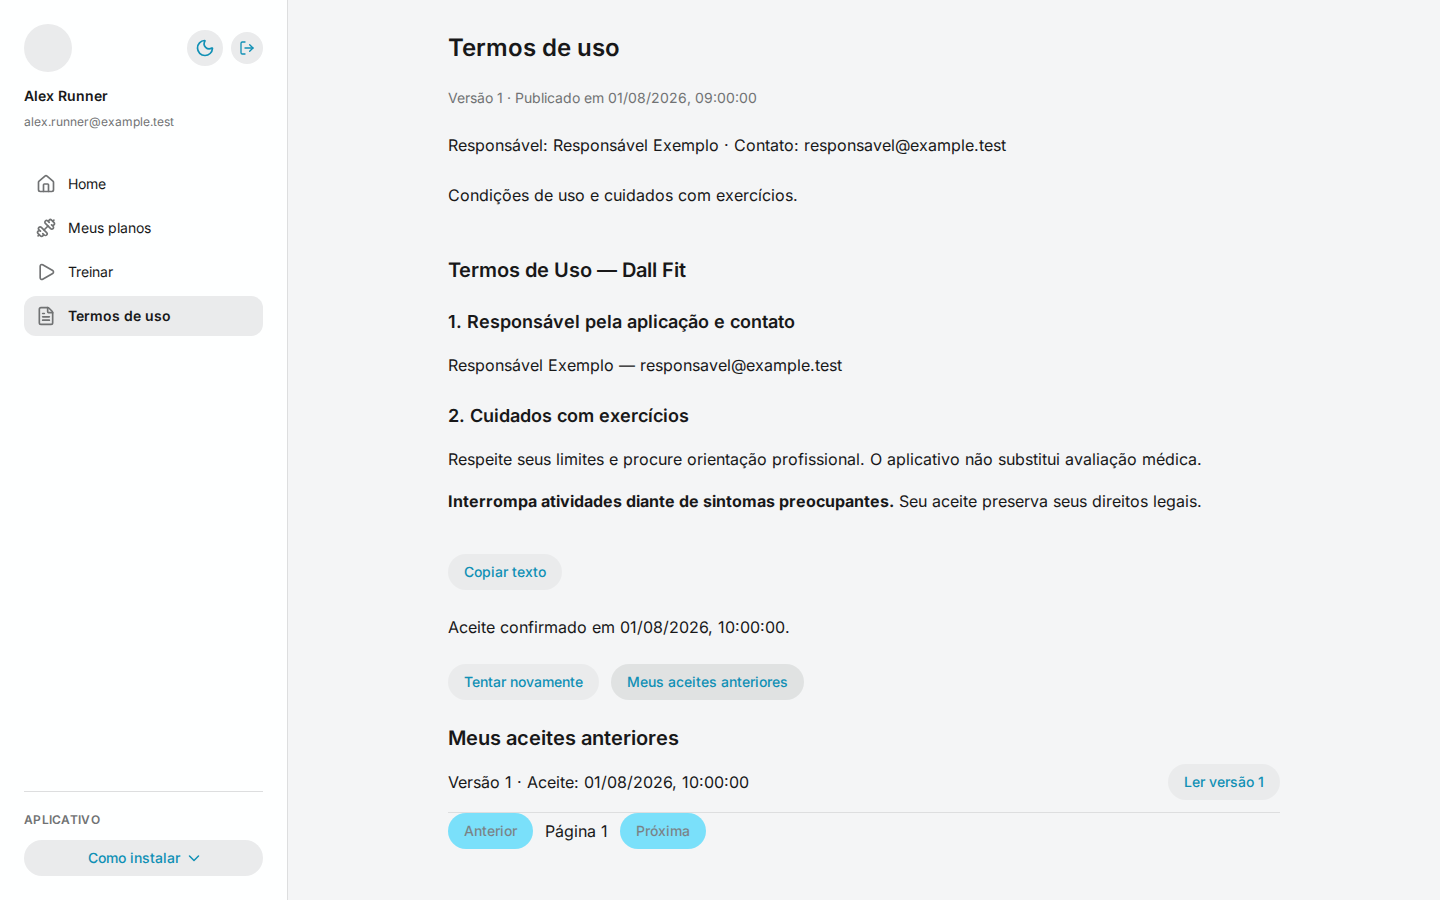 Alex Runner
alex.runner@example.test
Home
Meus planos
Treinar
Termos de uso
APLICATIVO
Como instalar
Termos de uso
Versão 1 · Publicado em 01/08/2026, 09:00:00
Responsável: Responsável Exemplo · Contato: responsavel@example.test
Condições de uso e cuidados com exercícios.
Termos de Uso — Dall Fit
1. Responsável pela aplicação e contato
Responsável Exemplo — responsavel@example.test
2. Cuidados com exercícios
Respeite seus limites e procure orientação profissional. O aplicativo não substitui avaliação médica.
Interrompa atividades diante de sintomas preocupantes. Seu aceite preserva seus direitos legais.
Copiar texto
Aceite confirmado em 01/08/2026, 10:00:00.
Tentar novamente Meus aceites anteriores
Meus aceites anteriores
Versão 1 · Aceite: 01/08/2026, 10:00:00 Ler versão 1
Anterior Página 1 Próxima